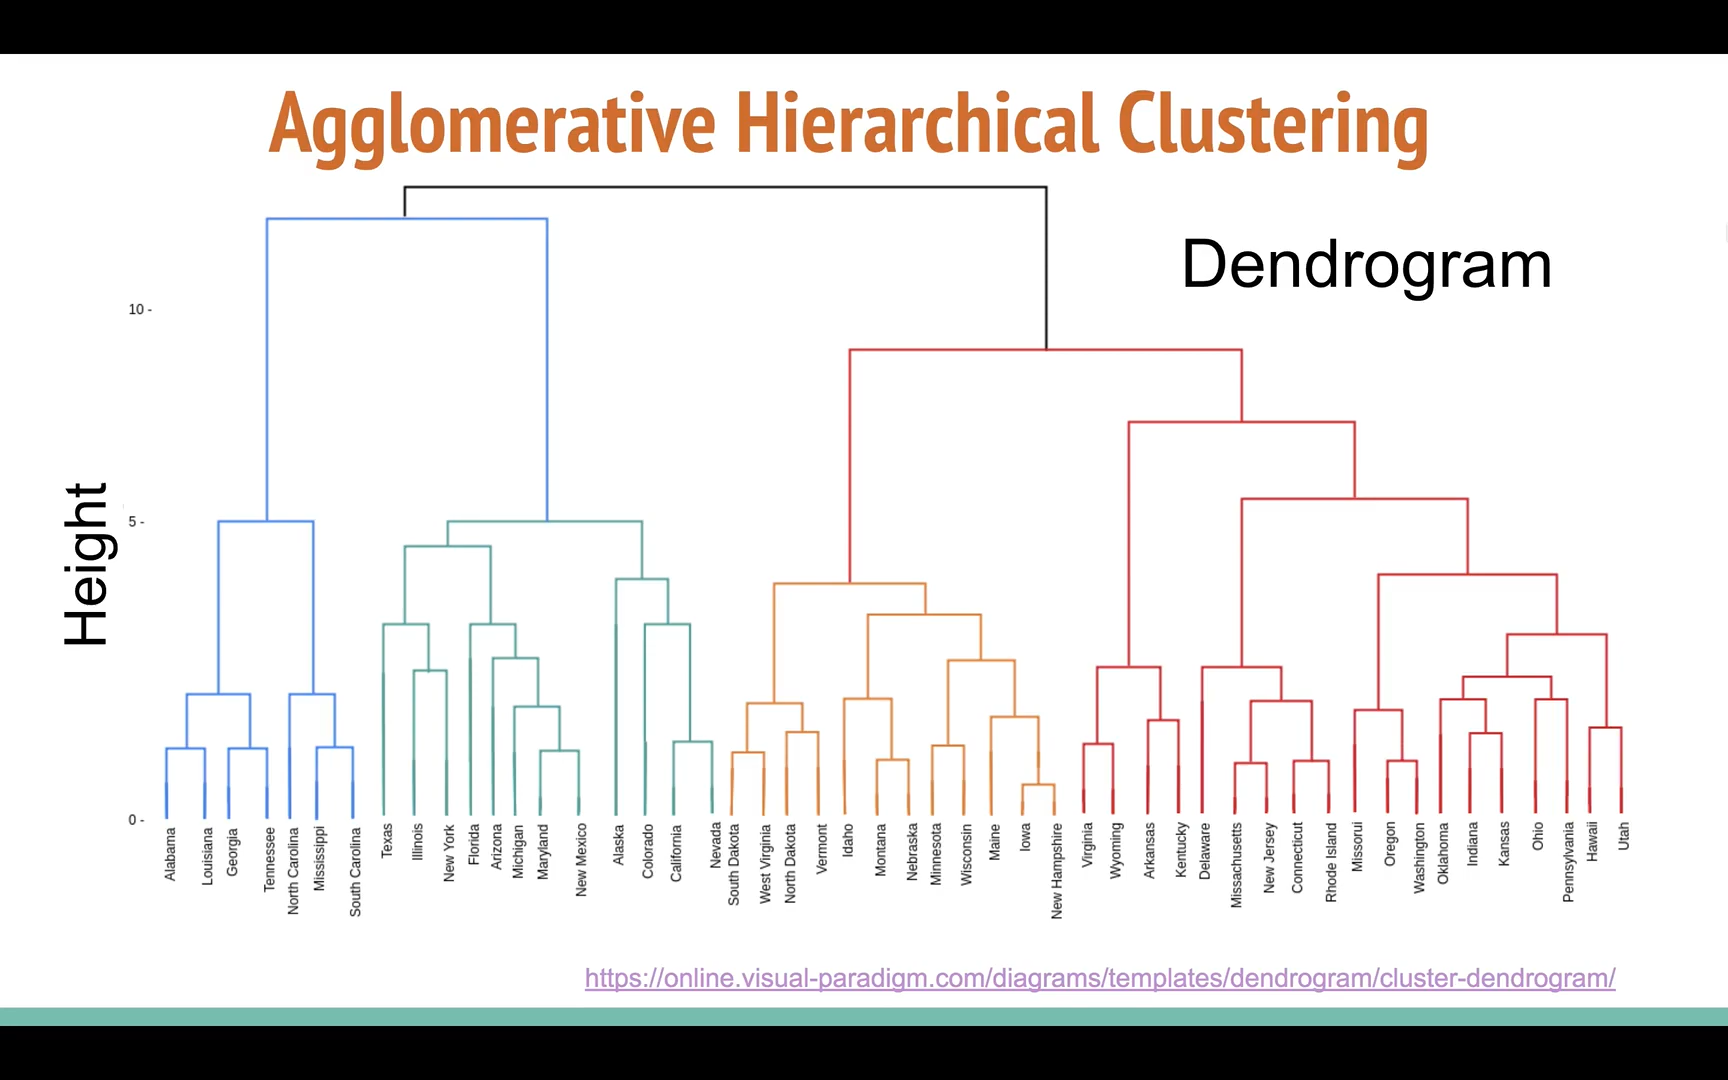 Agglomerative Hierarchical Clustering
Dendrogram
Height
10 -
5 -
0 -
Alabama
Louisiana
Georgia
Tennessee
North Carolina
Mississippi
South Carolina
Texas
Illinois
New York
Florida
Arizona
Michigan
Maryland
New Mexico
Alaska
Colorado
California
Nevada
South Dakota
West Virginia
North Dakota
Vermont
Idaho
Montana
Nebraska
Minnesota
Wisconsin
Maine
Iowa
New Hampshire
Virginia
Wyoming
Arkansas
Kentucky
Delaware
Missachusetts
New Jersey
Connecticut
Rhode Island
Missorui
Oregon
Washington
Oklahoma
Indiana
Kansas
Ohio
Pennsylvania
Hawaii
Utah
https://online.visual-paradigm.com/diagrams/templates/dendrogram/cluster-dendrogram/